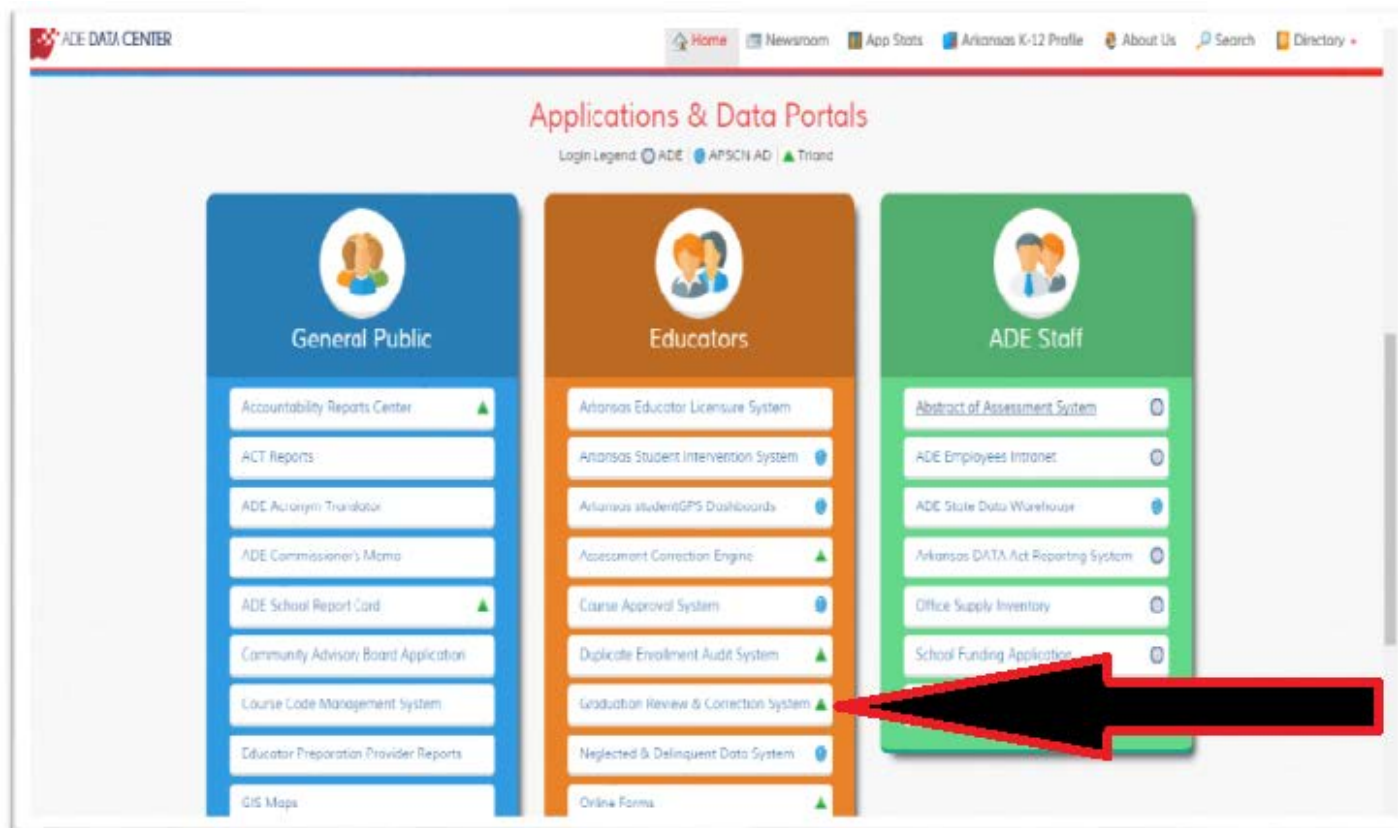 ADE DATA CENTER
Home Newsroom App Stats Arkansas K-12 Profile About Us Search Directory
Applications & Data Portals
Login Legend: ADE | APSCN AD | Triand
General Public
Accountability Reports Center
ACT Reports
ADE Acronym Translator
ADE Commissioner's Memo
ADE School Report Card
Community Advisory Board Application
Course Code Management System
Educator Preparation Provider Reports
GIS Maps
Educators
Arkansas Educator Licensure System
Arkansas Student Intervention System
Arkansas studentGPS Dashboards
Assessment Correction Engine
Course Approval System
Duplicate Enrollment Audit System
Graduation Review & Correction System
Neglected & Delinquent Data System
Online Forms
ADE Staff
Abstract of Assessment System
ADE Employees Intranet
ADE State Data Warehouse
Arkansas DATA Act Reporting System
Office Supply Inventory
School Funding Application